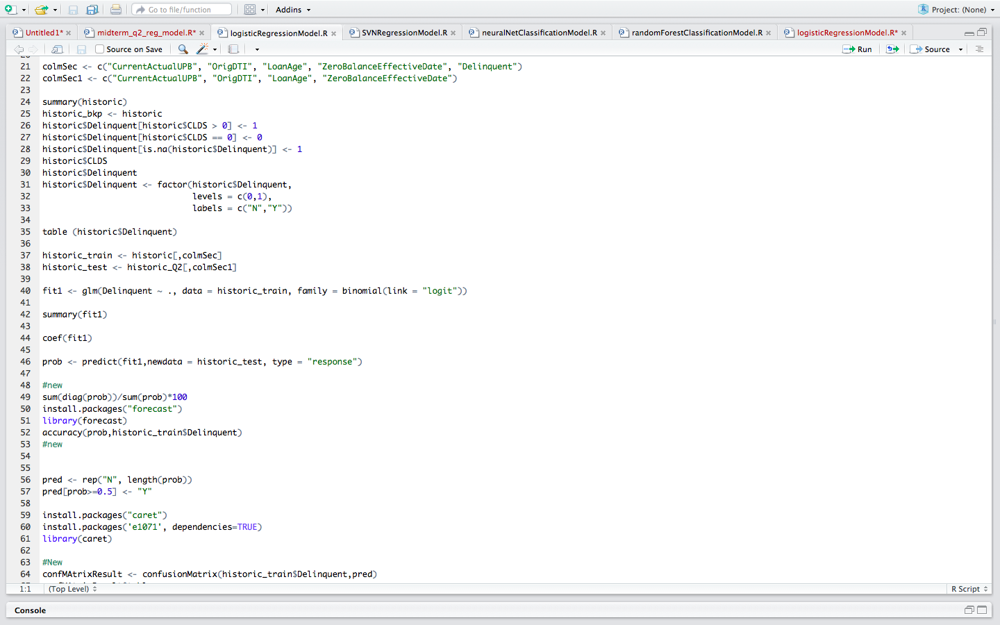 Go to file/function
Addins
Project: (None)
Untitled1*
midterm_q2_reg_model.R*
logisticRegressionModel.R
SVNRegressionModel.R
neuralNetClassificationModel.R
randomForestClassificationModel.R
logisticRegressionModel.R*
Source on Save
Run
Source
21 colmSec <- c("CurrentActualUPB", "OrigDTI", "LoanAge", "ZeroBalanceEffectiveDate", "Delinquent")
22 colmSec1 <- c("CurrentActualUPB", "OrigDTI", "LoanAge", "ZeroBalanceEffectiveDate")
23
24 summary(historic)
25 historic_bkp <- historic
26 historic$Delinquent[historic$CLDS > 0] <- 1
27 historic$Delinquent[historic$CLDS == 0] <- 0
28 historic$Delinquent[is.na(historic$Delinquent)] <- 1
29 historic$CLDS
30 historic$Delinquent
31 historic$Delinquent <- factor(historic$Delinquent,
32 levels = c(0,1),
33 labels = c("N","Y"))
34
35 table (historic$Delinquent)
36
37 historic_train <- historic[,colmSec]
38 historic_test <- historic_Q2[,colmSec1]
39
40 fit1 <- glm(Delinquent ~ ., data = historic_train, family = binomial(link = "logit"))
41
42 summary(fit1)
43
44 coef(fit1)
45
46 prob <- predict(fit1,newdata = historic_test, type = "response")
47
48 #new
49 sum(diag(prob))/sum(prob)*100
50 install.packages("forecast")
51 library(forecast)
52 accuracy(prob,historic_train$Delinquent)
53 #new
54
55
56 pred <- rep("N", length(prob))
57 pred[prob>=0.5] <- "Y"
58
59 install.packages("caret")
60 install.packages('e1071', dependencies=TRUE)
61 library(caret)
62
63 #New
64 confMAtrixResult <- confusionMatrix(historic_train$Delinquent,pred)
1:1
(Top Level)
R Script
Console